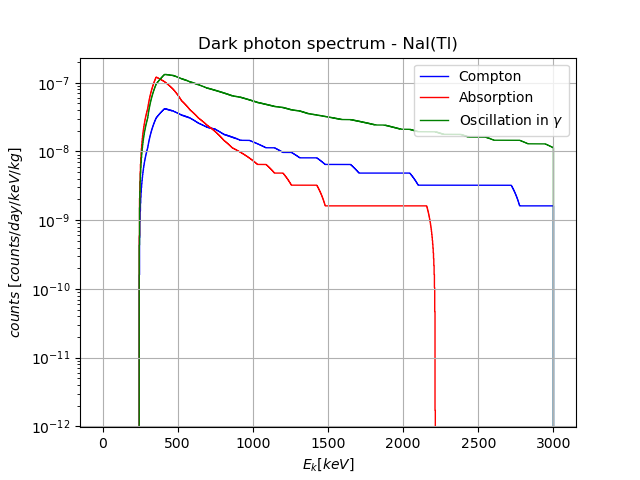 Dark photon spectrum - NaI(Tl)
Compton
Absorption
Oscillation in γ
counts [counts/day/keV/kg]
10⁻⁷
10⁻⁸
10⁻⁹
10⁻¹⁰
10⁻¹¹
10⁻¹²
0 500 1000 1500 2000 2500 3000
E_k[keV]